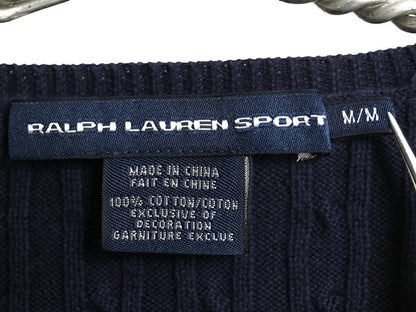 RALPH LAUREN SPORT
M/M
MADE IN CHINA
FAIT EN CHINE
100% COTTON/COTON
EXCLUSIVE OF
DECORATION
GARNITURE EXCLUE